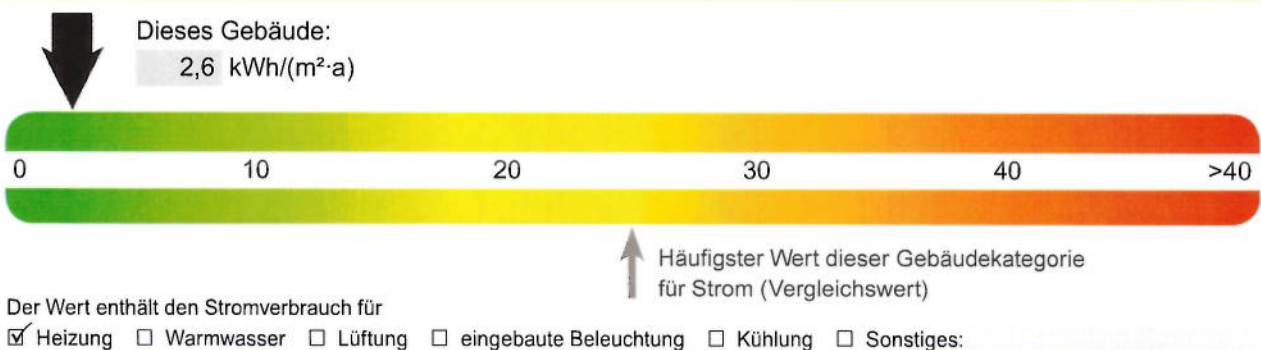 Dieses Gebäude:
2,6 kWh/(m²·a)
0 10 20 30 40 >40
Häufigster Wert dieser Gebäudekategorie
für Strom (Vergleichswert)
Der Wert enthält den Stromverbrauch für
☑ Heizung ☐ Warmwasser ☐ Lüftung ☐ eingebaute Beleuchtung ☐ Kühlung ☐ Sonstiges: